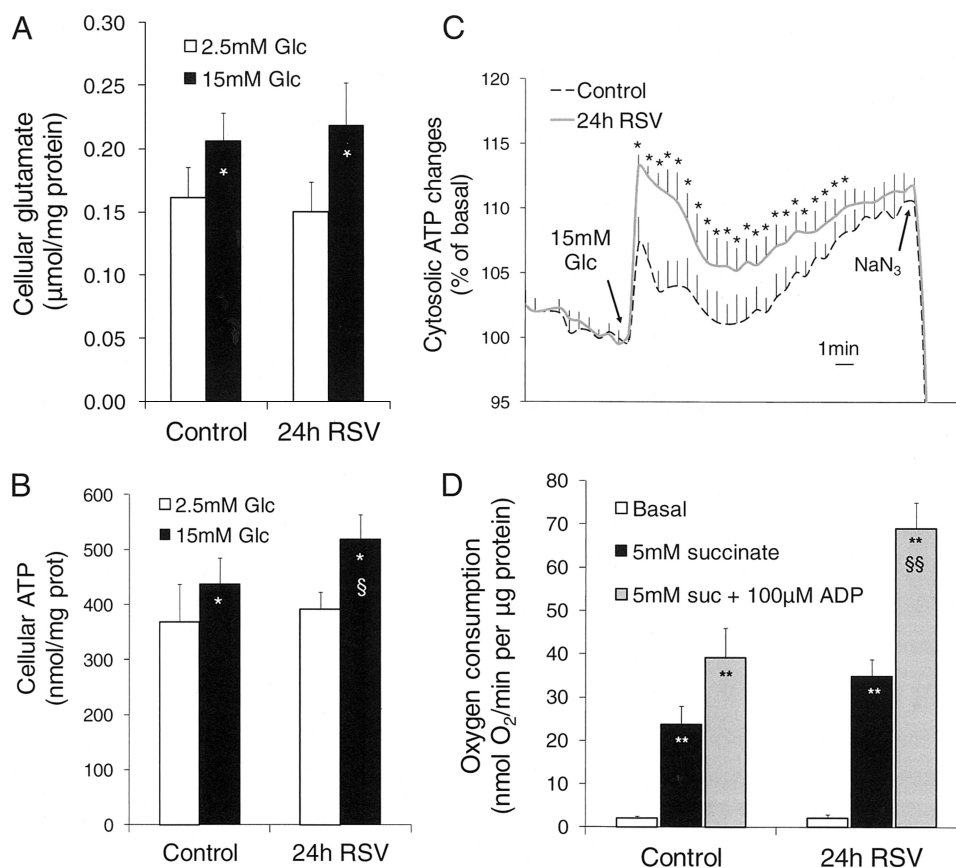 A
Cellular glutamate
(µmol/mg protein)
0.30
0.25
0.20
0.15
0.10
0.05
0.00
2.5mM Glc
15mM Glc
*
*
Control
24h RSV
B
Cellular ATP
(nmol/mg prot)
600
500
400
300
200
100
0
2.5mM Glc
15mM Glc
*
*
§
Control
24h RSV
C
Cytosolic ATP changes
(% of basal)
120
115
110
105
100
95
Control
24h RSV
* * * * * * * * * * * * * * * * * * * * * *
15mM
Glc
NaN₃
1min
D
Oxygen consumption
(nmol O₂/min per µg protein)
80
70
60
50
40
30
20
10
0
Basal
5mM succinate
5mM suc + 100µM ADP
**
**
**
**
§§
Control
24h RSV